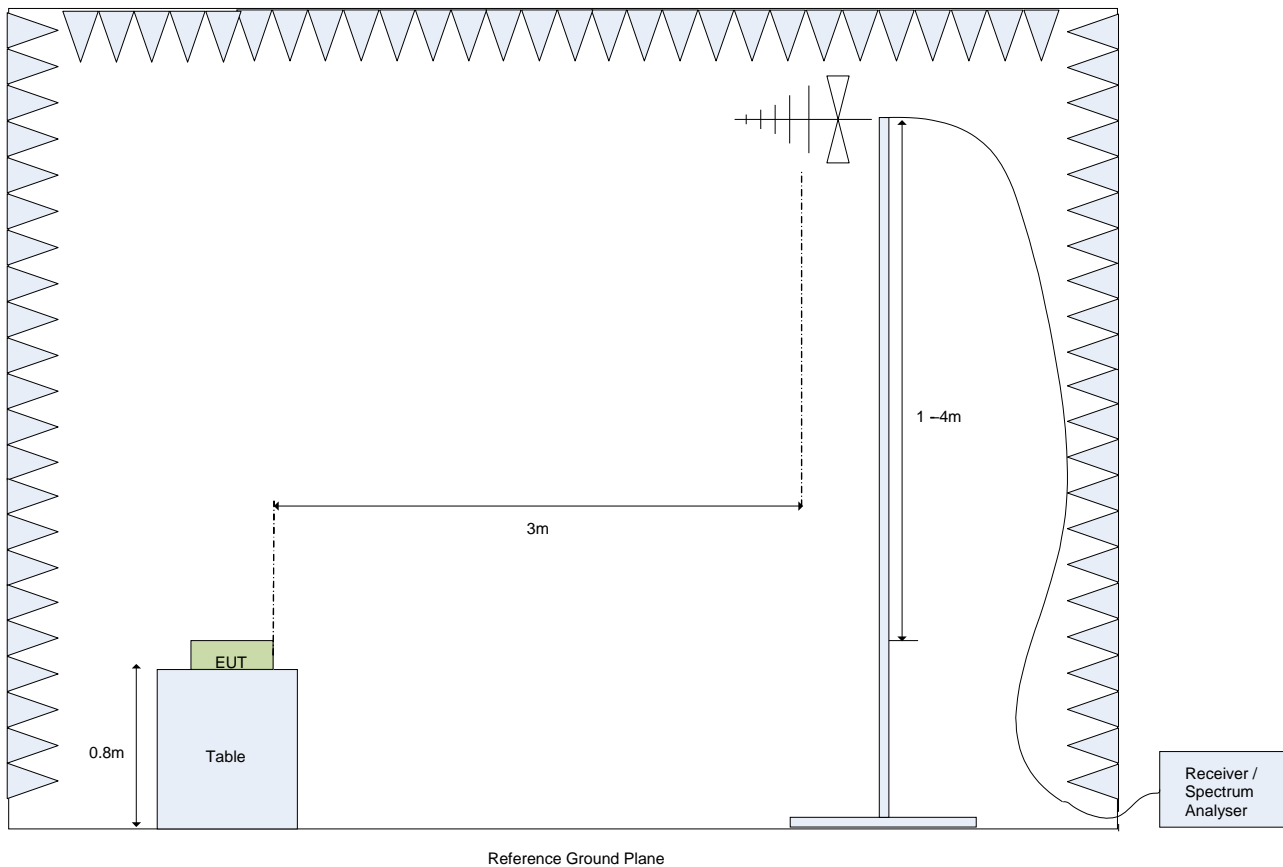 1 –4m
3m
EUT
0.8m
Table
Receiver /
Spectrum
Analyser
Reference Ground Plane